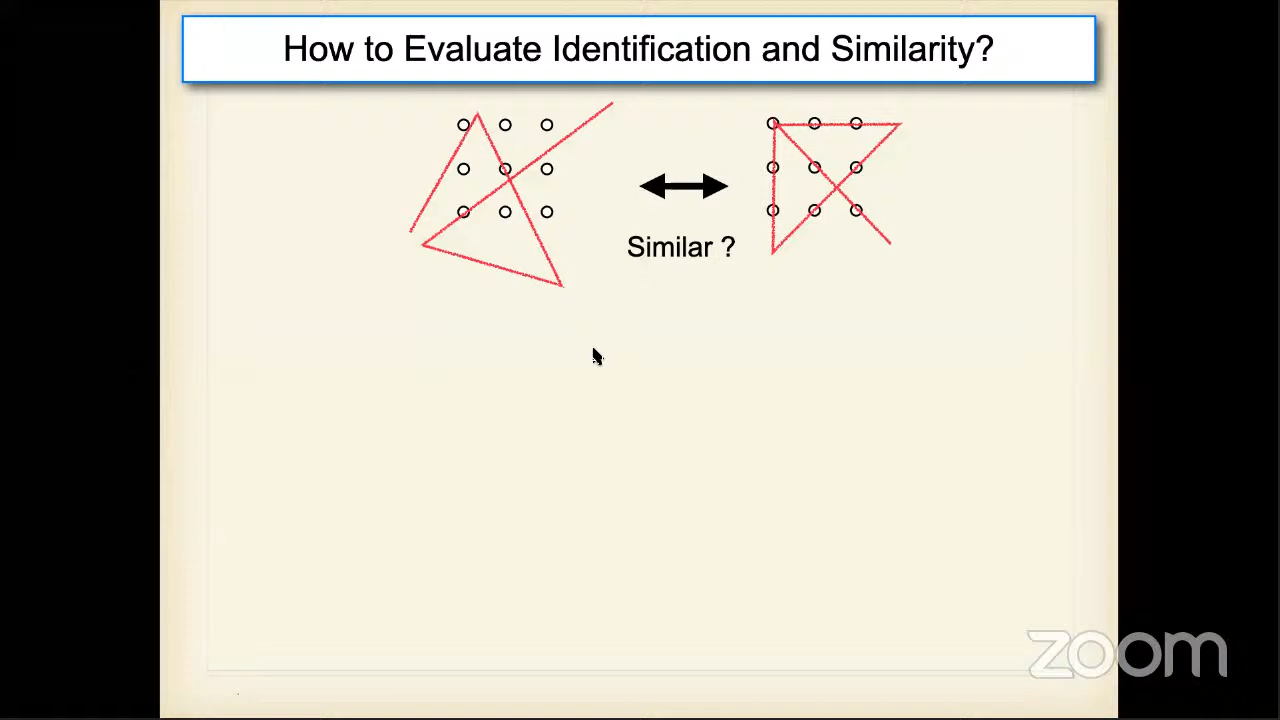 How to Evaluate Identification and Similarity?
Similar ?
zoom